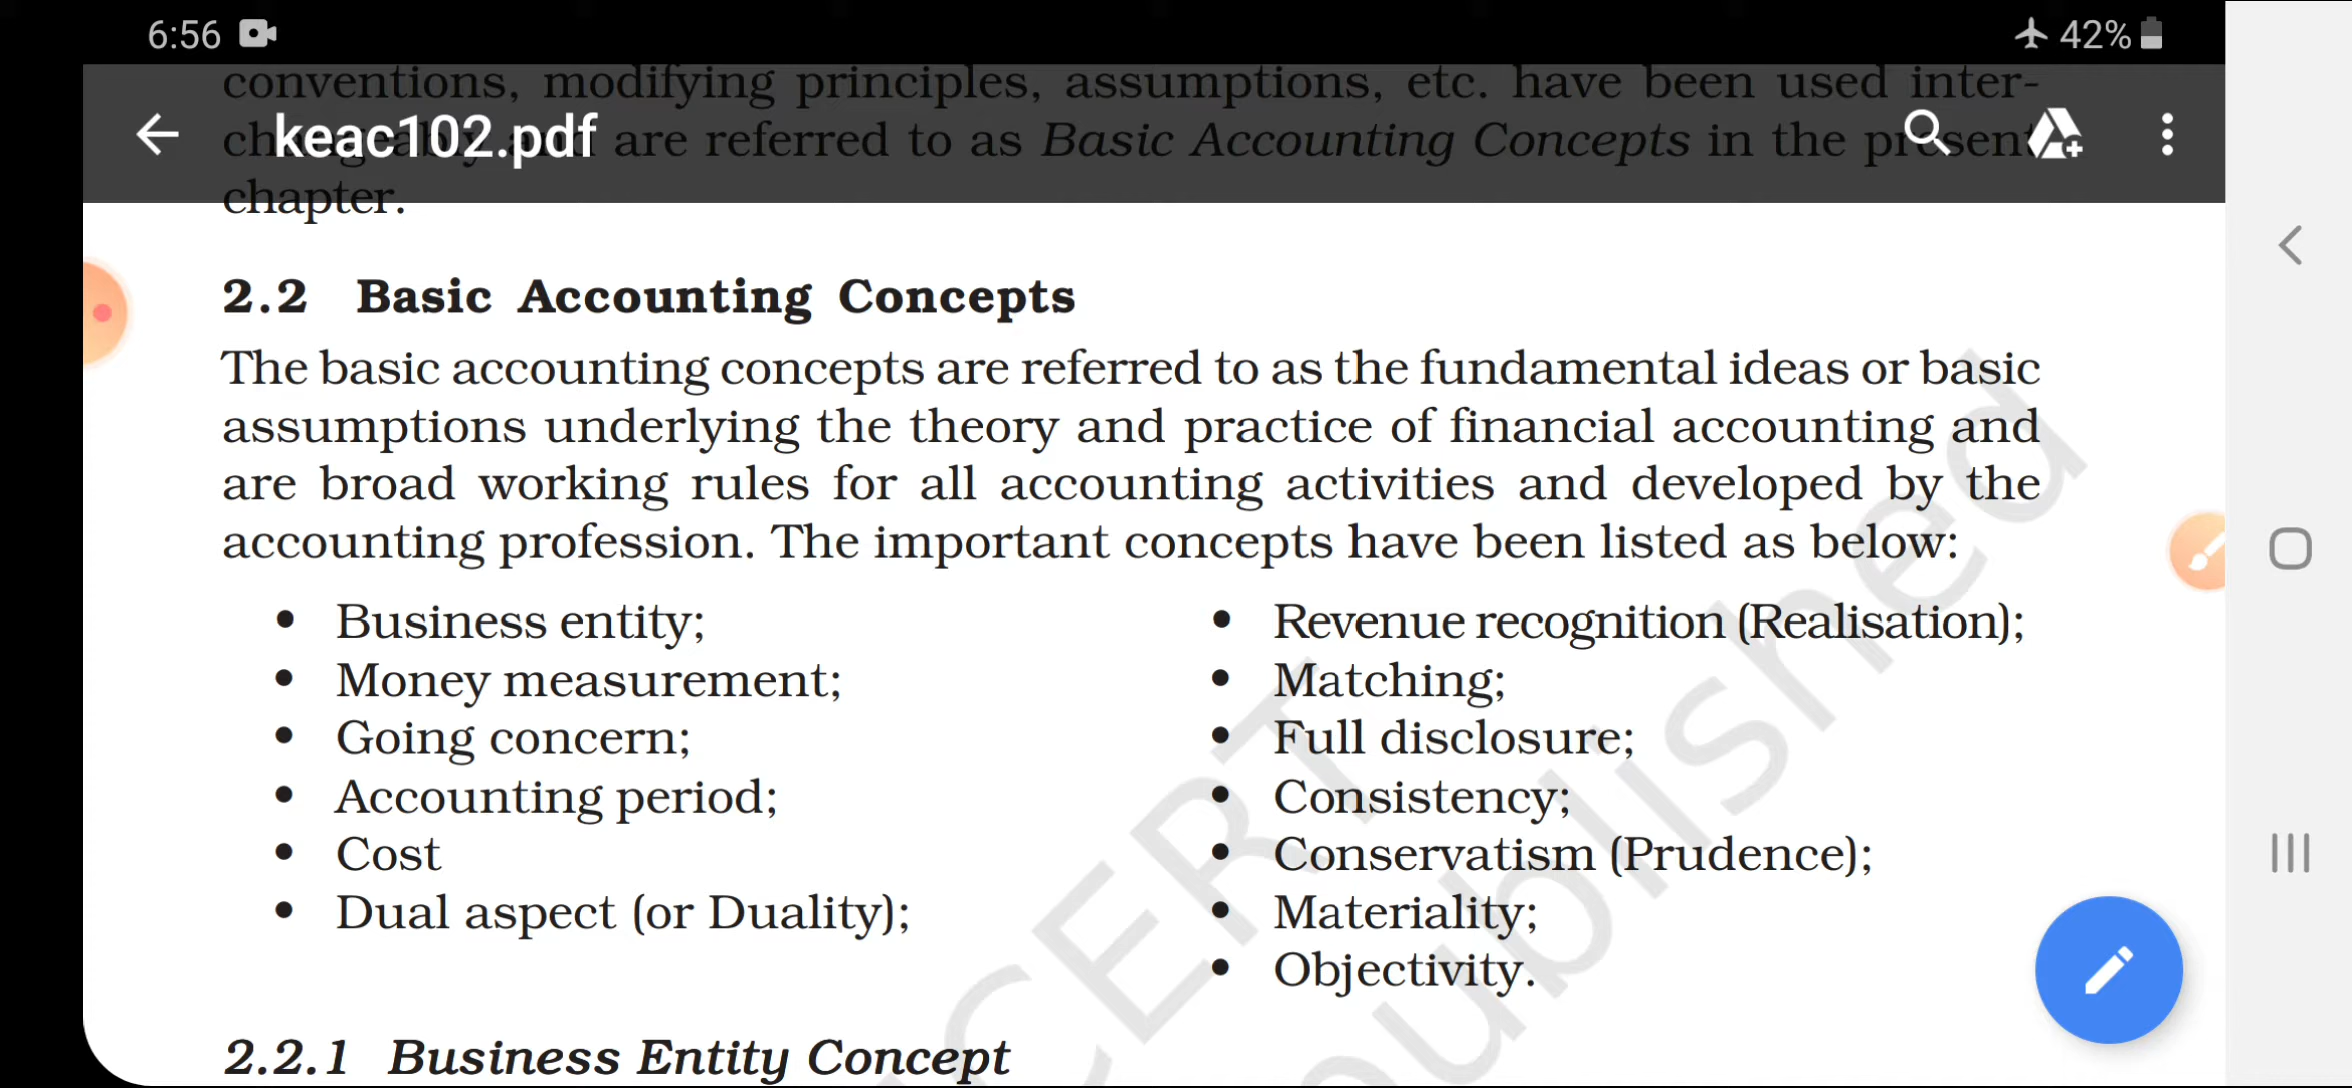 6:56 42%
conventions, modifying principles, assumptions, etc. have been used inter-
keacl02.pdf
are referred to as Basic Accounting Concepts in the present
chapter.
2.2 Basic Accounting Concepts
The basic accounting concepts are referred to as the fundamental ideas or basic
assumptions underlying the theory and practice of financial accounting and
are broad working rules for all accounting activities and developed by the
accounting profession. The important concepts have been listed as below:
• Business entity;
• Money measurement;
• Going concern;
• Accounting period;
• Cost
• Dual aspect (or Duality);
• Revenue recognition (Realisation);
• Matching;
• Full disclosure;
• Consistency;
• Conservatism (Prudence);
• Materiality;
• Objectivity.
2.2.1 Business Entity Concept